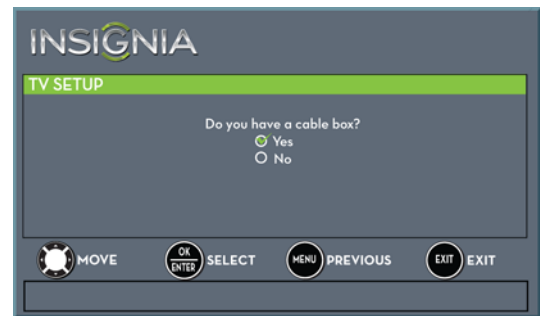 INSIGNIA
TV SETUP
Do you have a cable box?
Yes
No
MOVE OK ENTER SELECT MENU PREVIOUS EXIT EXIT